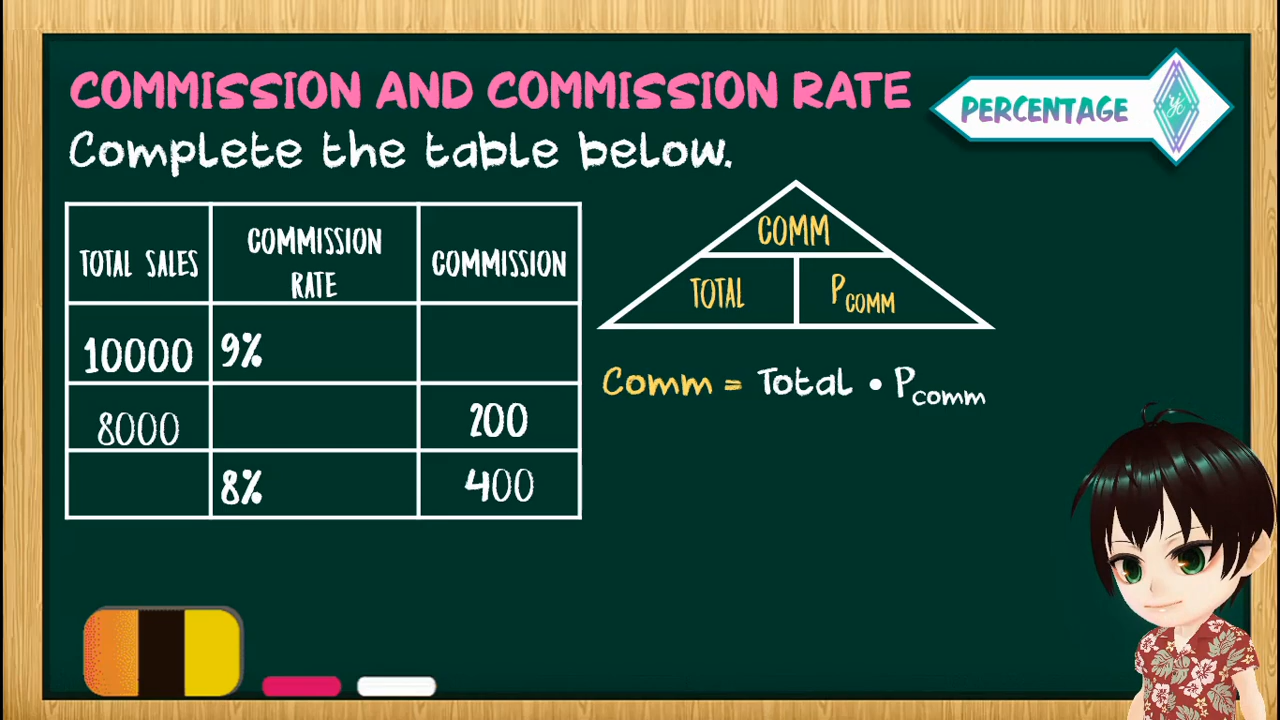 COMMISSION AND COMMISSION RATE
PERCENTAGE
Complete the table below.
TOTAL SALES COMMISSION RATE COMMISSION
10000 9%
8000 200
8% 400
COMM
TOTAL PCOMM
Comm = Total • Pcomm